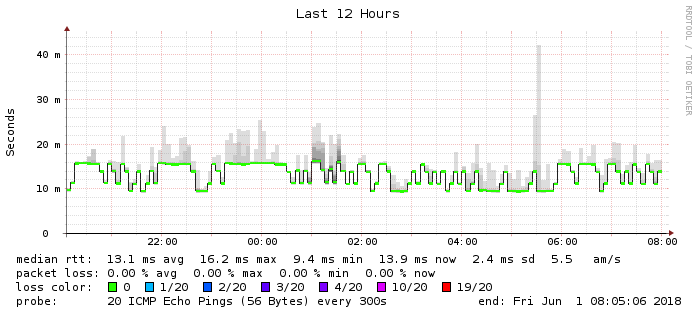 Last 12 Hours
RRDTOOL / TOBI OETIKER
Seconds
40 m
30 m
20 m
10 m
0
22:00 00:00 02:00 04:00 06:00 08:00
median rtt: 13.1 ms avg 16.2 ms max 9.4 ms min 13.9 ms now 2.4 ms sd 5.5 am/s
packet loss: 0.00 % avg 0.00 % max 0.00 % min 0.00 % now
loss color: 0 1/20 2/20 3/20 4/20 10/20 19/20
probe: 20 ICMP Echo Pings (56 Bytes) every 300s end: Fri Jun 1 08:05:06 2018